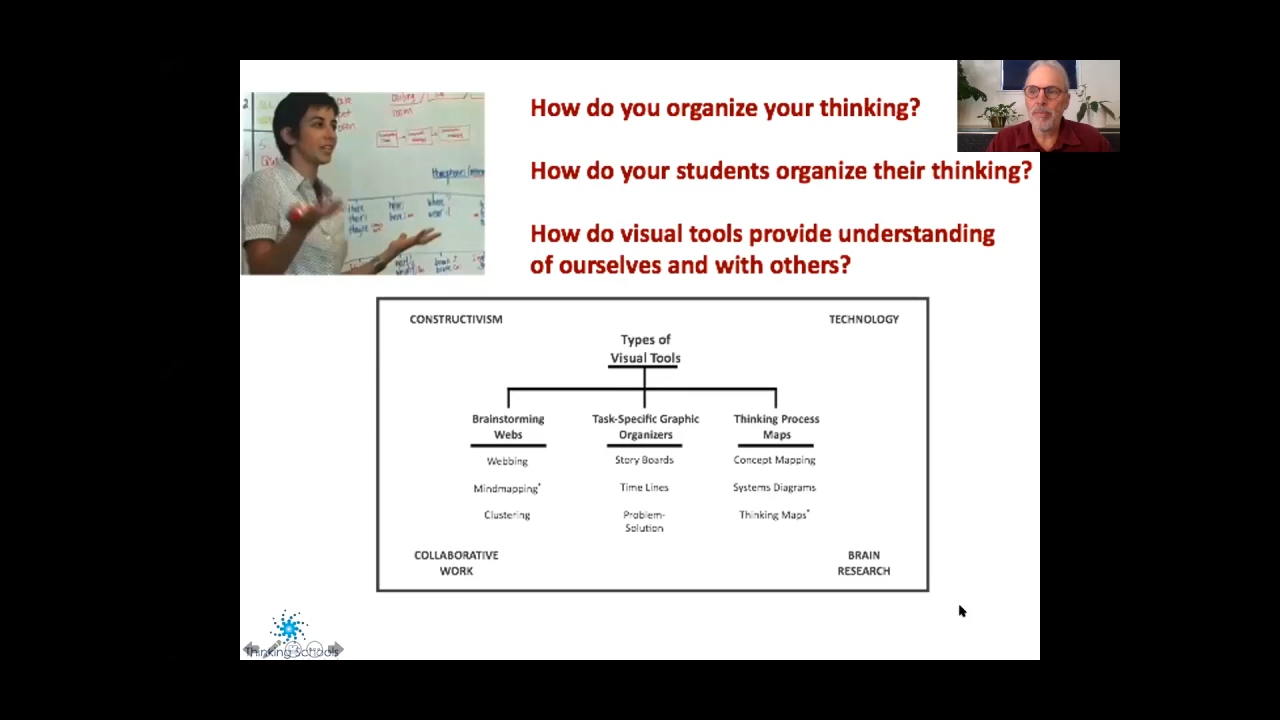 How do you organize your thinking?
How do your students organize their thinking?
How do visual tools provide understanding
of ourselves and with others?
CONSTRUCTIVISM
TECHNOLOGY
Types of
Visual Tools
Brainstorming
Webs
Webbing
Mindmapping*
Clustering
Task-Specific Graphic
Organizers
Story Boards
Time Lines
Problem-
Solution
Thinking Process
Maps
Concept Mapping
Systems Diagrams
Thinking Maps*
COLLABORATIVE
WORK
BRAIN
RESEARCH
Thinking Schools